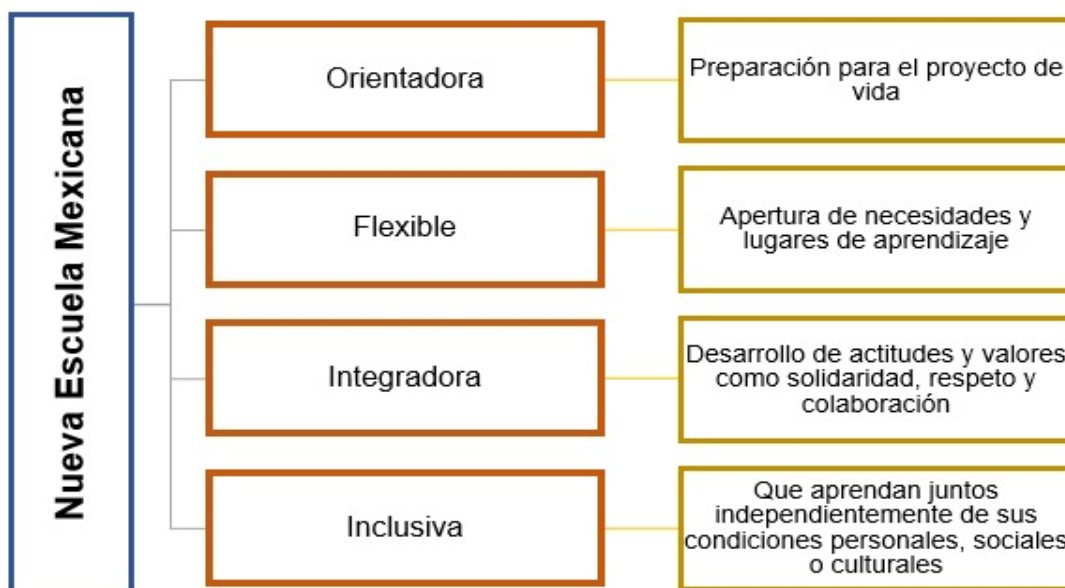 Nueva Escuela Mexicana
Orientadora
Preparación para el proyecto de
vida
Flexible
Apertura de necesidades y
lugares de aprendizaje
Integradora
Desarrollo de actitudes y valores
como solidaridad, respeto y
colaboración
Inclusiva
Que aprendan juntos
independientemente de sus
condiciones personales, sociales
o culturales